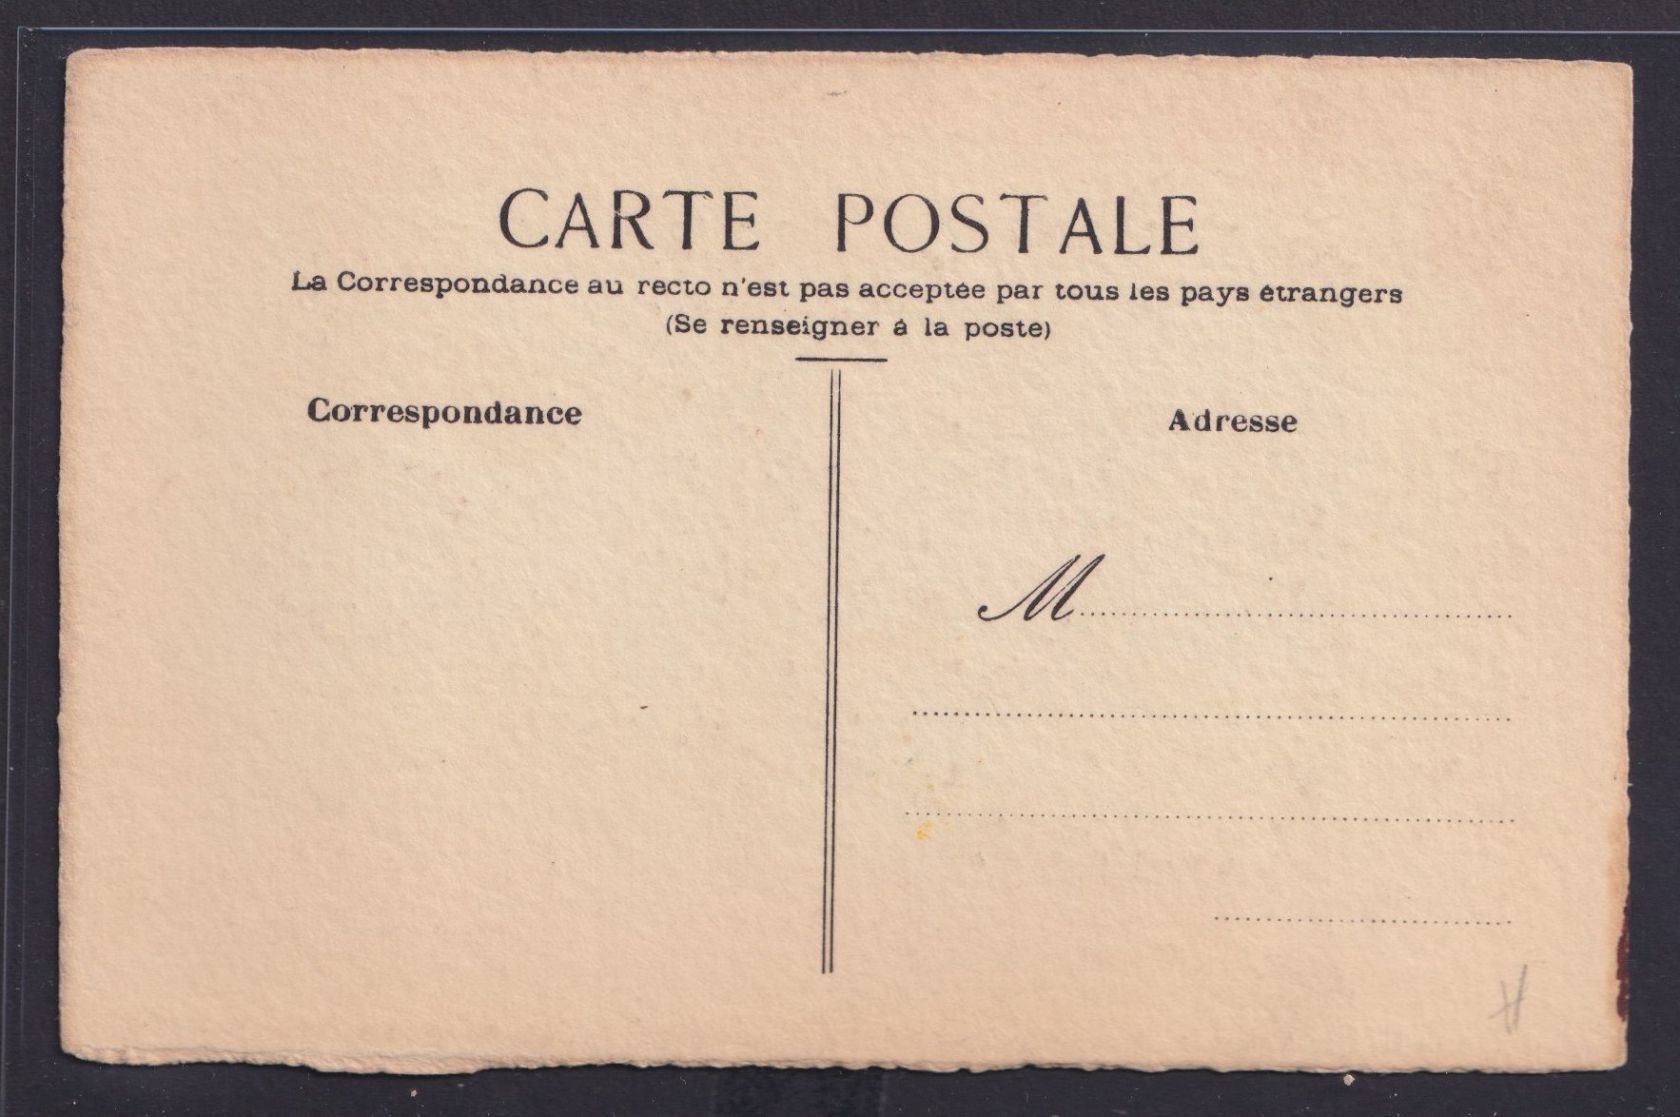 CARTE POSTALE
La Correspondance au recto n'est pas acceptée par tous les pays étrangers
(Se renseigner à la poste)
Correspondance
Adresse
M